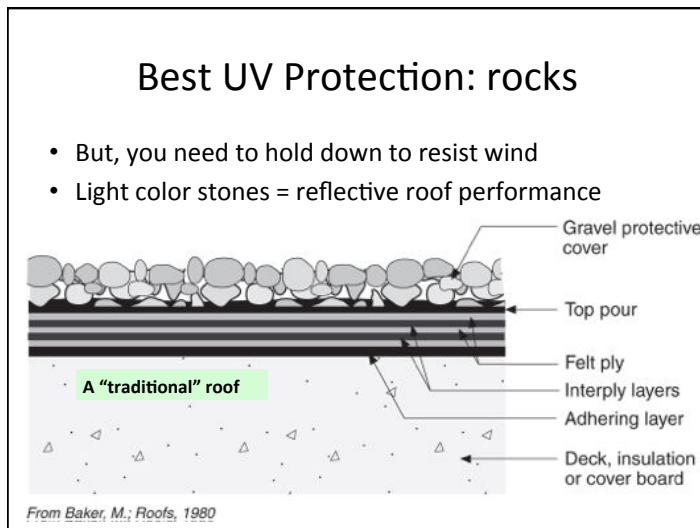 Best UV Protection: rocks
• But, you need to hold down to resist wind
• Light color stones = reflective roof performance
Gravel protective
cover
Top pour
Felt ply
A “traditional” roof
Interply layers
Adhering layer
Deck, insulation
or cover board
From Baker, M.; Roofs, 1980